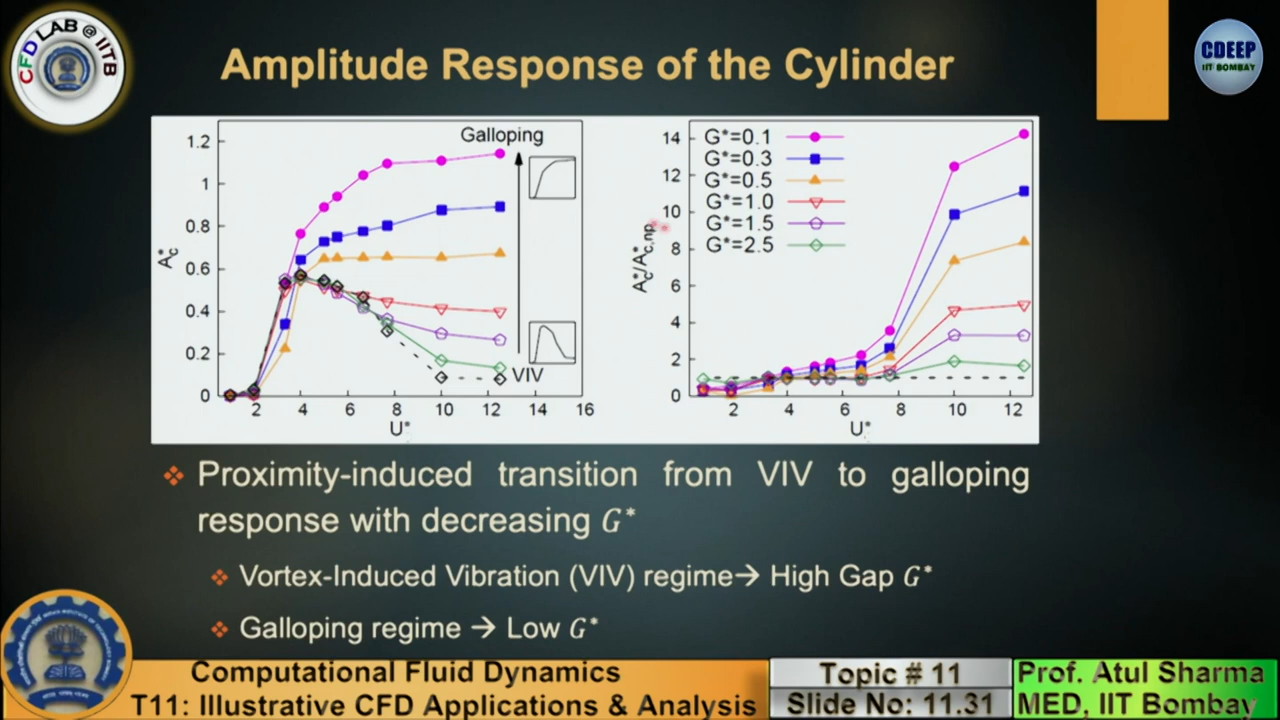 CFD LAB @ IITB
Amplitude Response of the Cylinder
CDEEP
IIT BOMBAY
Galloping
VIV
A*c
1.2
1
0.8
0.6
0.4
0.2
0
2 4 6 8 10 12 14 16
U*
G*=0.1
G*=0.3
G*=0.5
G*=1.0
G*=1.5
G*=2.5
A*c/A*c,np
14
12
10
8
6
4
2
0
2 4 6 8 10 12
U*
❖ Proximity-induced transition from VIV to galloping
response with decreasing G*
❖ Vortex-Induced Vibration (VIV) regime→ High Gap G*
❖ Galloping regime → Low G*
Computational Fluid Dynamics
T11: Illustrative CFD Applications & Analysis
Topic # 11
Slide No: 11.31
Prof. Atul Sharma
MED, IIT Bombay